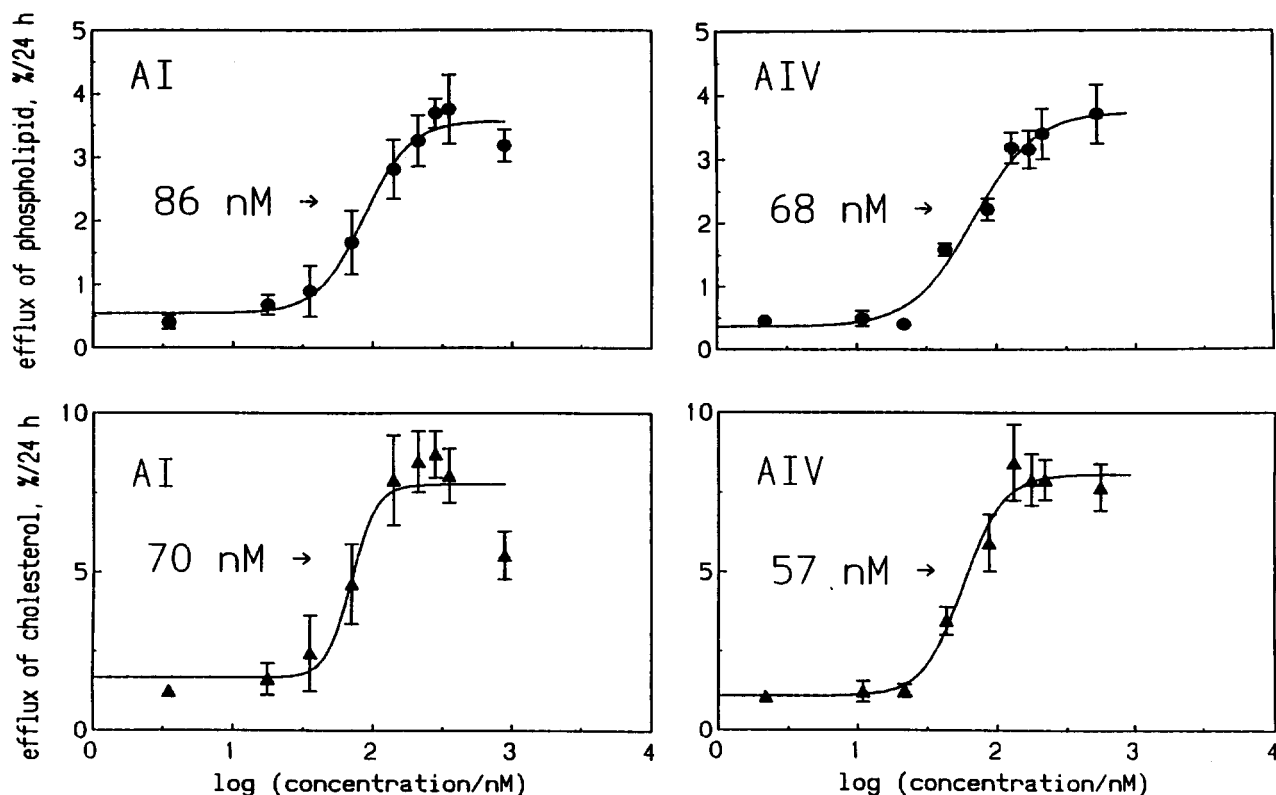 efflux of phospholipid, %/24 h
5
4
3
2
1
0
AI
86 nM →
5
4
3
2
1
0
AIV
68 nM →
efflux of cholesterol, %/24 h
10
5
0
AI
70 nM →
0 1 2 3 4
log (concentration/nM)
10
5
0
AIV
57 nM →
0 1 2 3 4
log (concentration/nM)